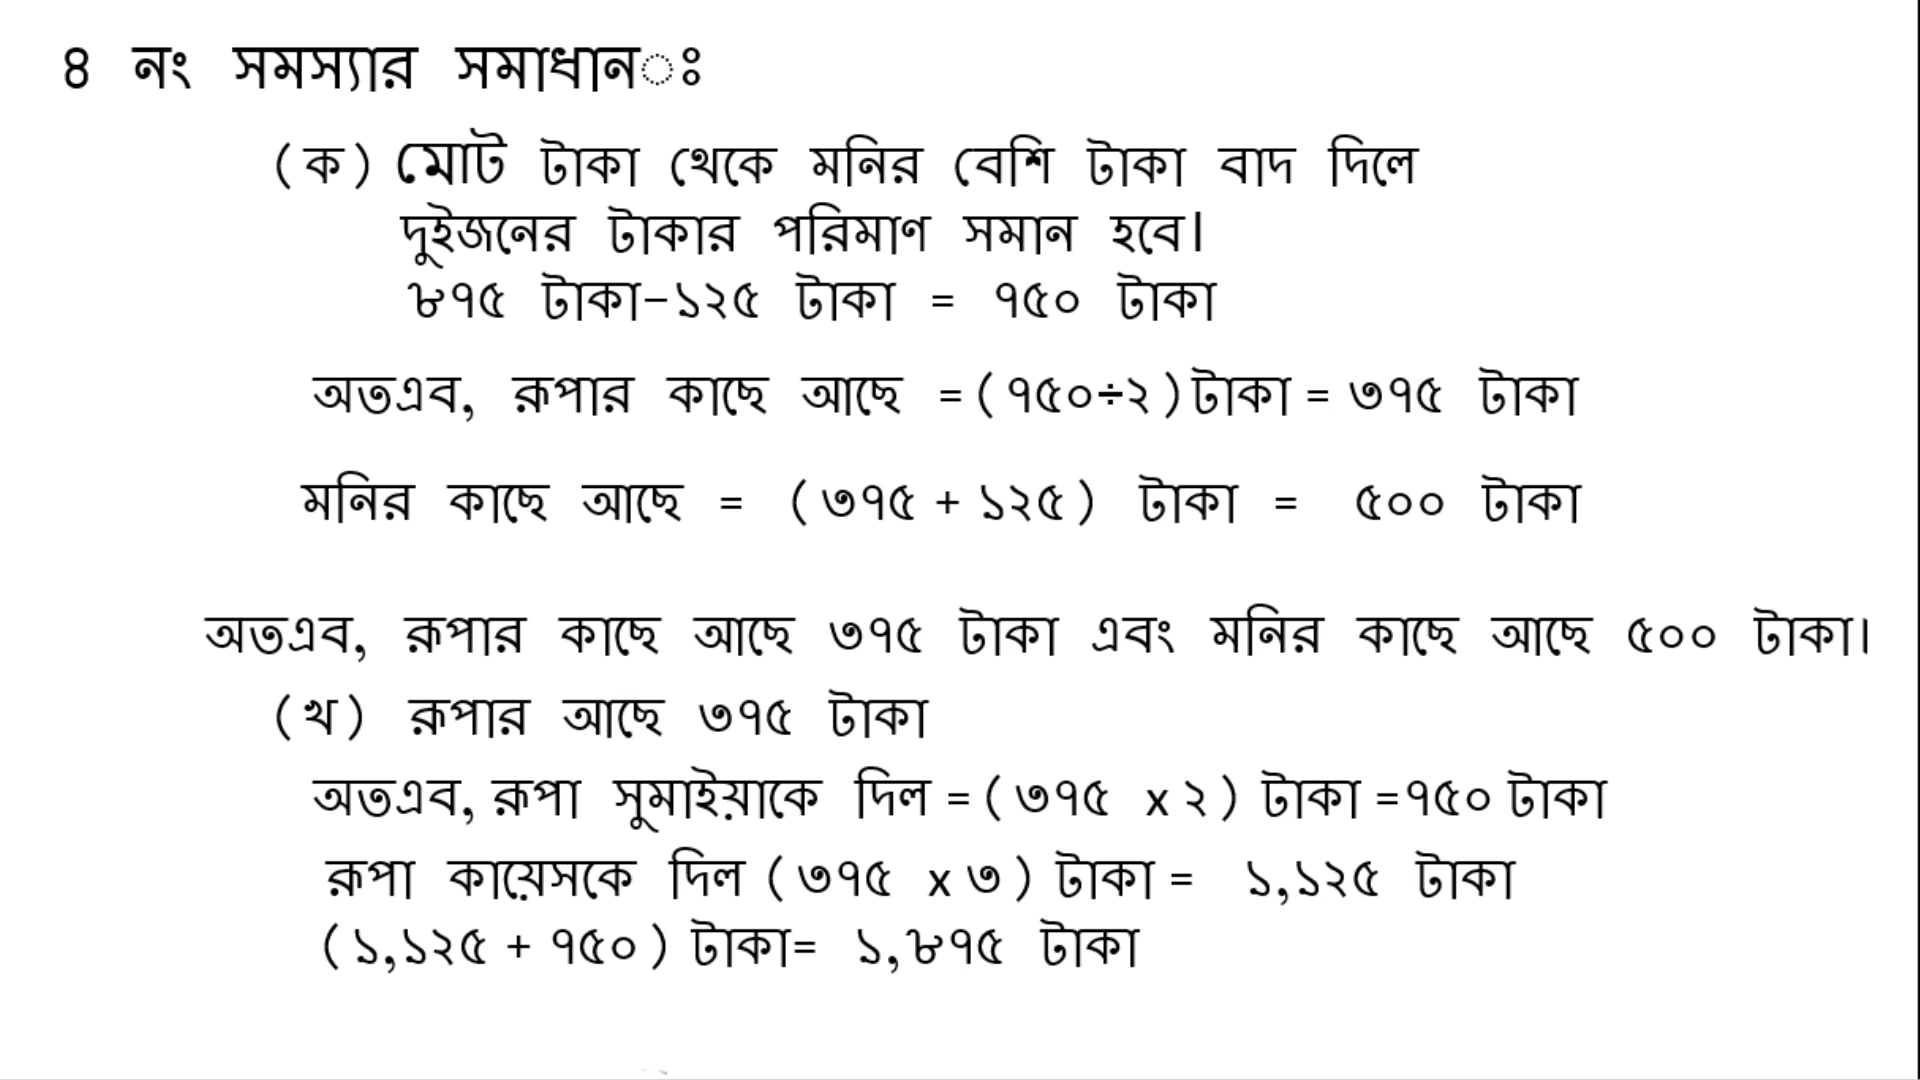 ৪ নং সমস্যার সমাধানঃ
(ক) মোট টাকা থেকে মনির বেশি টাকা বাদ দিলে
দুইজনের টাকার পরিমাণ সমান হবে।
৮৭৫ টাকা-১২৫ টাকা = ৭৫০ টাকা
অতএব, রূপার কাছে আছে =(৭৫০÷২)টাকা = ৩৭৫ টাকা
মনির কাছে আছে = (৩৭৫ + ১২৫) টাকা = ৫০০ টাকা
অতএব, রূপার কাছে আছে ৩৭৫ টাকা এবং মনির কাছে আছে ৫০০ টাকা।
(খ) রূপার আছে ৩৭৫ টাকা
অতএব, রূপা সুমাইয়াকে দিল =(৩৭৫ x ২) টাকা =৭৫০ টাকা
রূপা কায়েসকে দিল (৩৭৫ x ৩) টাকা = ১,১২৫ টাকা
(১,১২৫ + ৭৫০) টাকা= ১,৮৭৫ টাকা